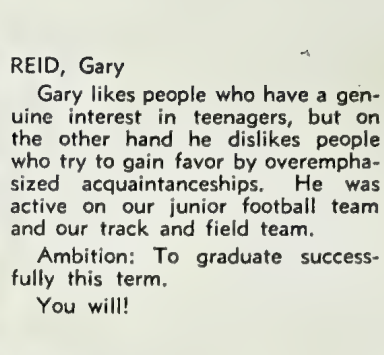 REID, Gary
Gary likes people who have a gen-
uine interest in teenagers, but on
the other hand he dislikes people
who try to gain favor by overempha-
sized acquaintanceships. He was
active on our junior football team
and our track and field team.
Ambition: To graduate success-
fully this term.
You will!